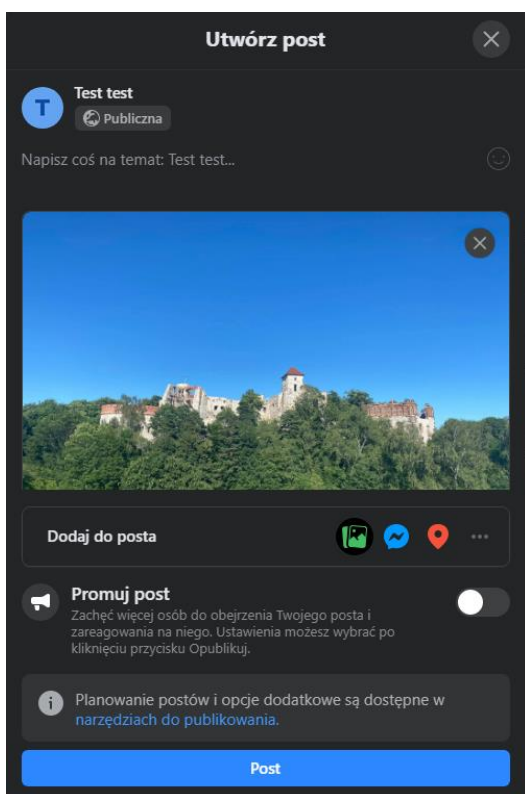 Utwórz post
T
Test test
Publiczna
Napisz coś na temat: Test test...
Dodaj do posta
Promuj post
Zachęć więcej osób do obejrzenia Twojego posta i
zareagowania na niego. Ustawienia możesz wybrać po
kliknięciu przycisku Opublikuj.
Planowanie postów i opcje dodatkowe są dostępne w
narzędziach do publikowania.
Post